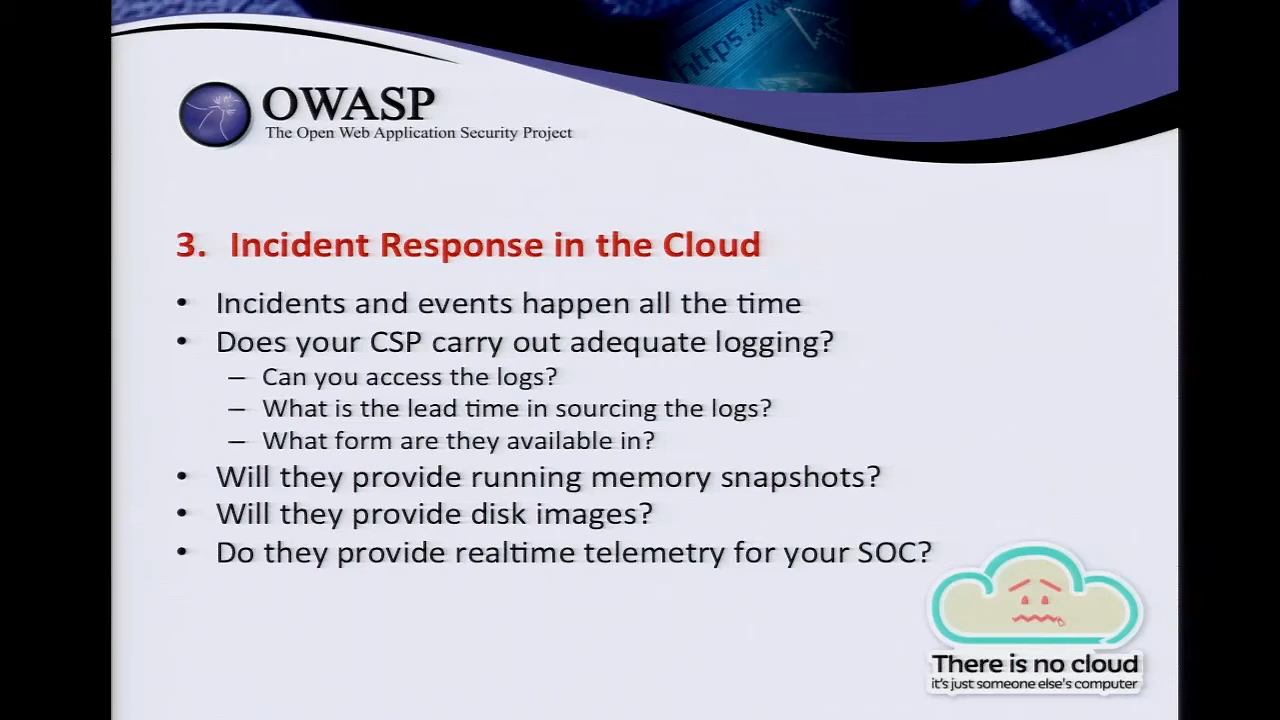 https://w
OWASP
The Open Web Application Security Project
3. Incident Response in the Cloud
• Incidents and events happen all the time
• Does your CSP carry out adequate logging?
– Can you access the logs?
– What is the lead time in sourcing the logs?
– What form are they available in?
• Will they provide running memory snapshots?
• Will they provide disk images?
• Do they provide realtime telemetry for your SOC?
There is no cloud
it's just someone else's computer